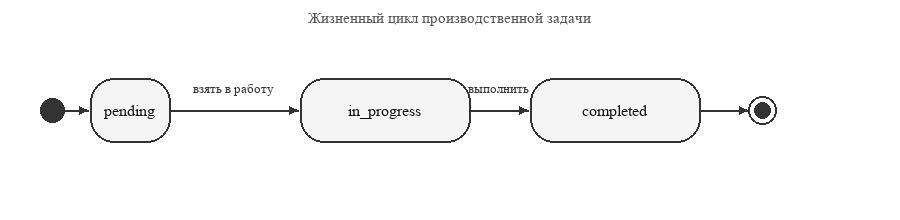 Жизненный цикл производственной задачи
pending
взять в работу
in_progress
выполнить
completed